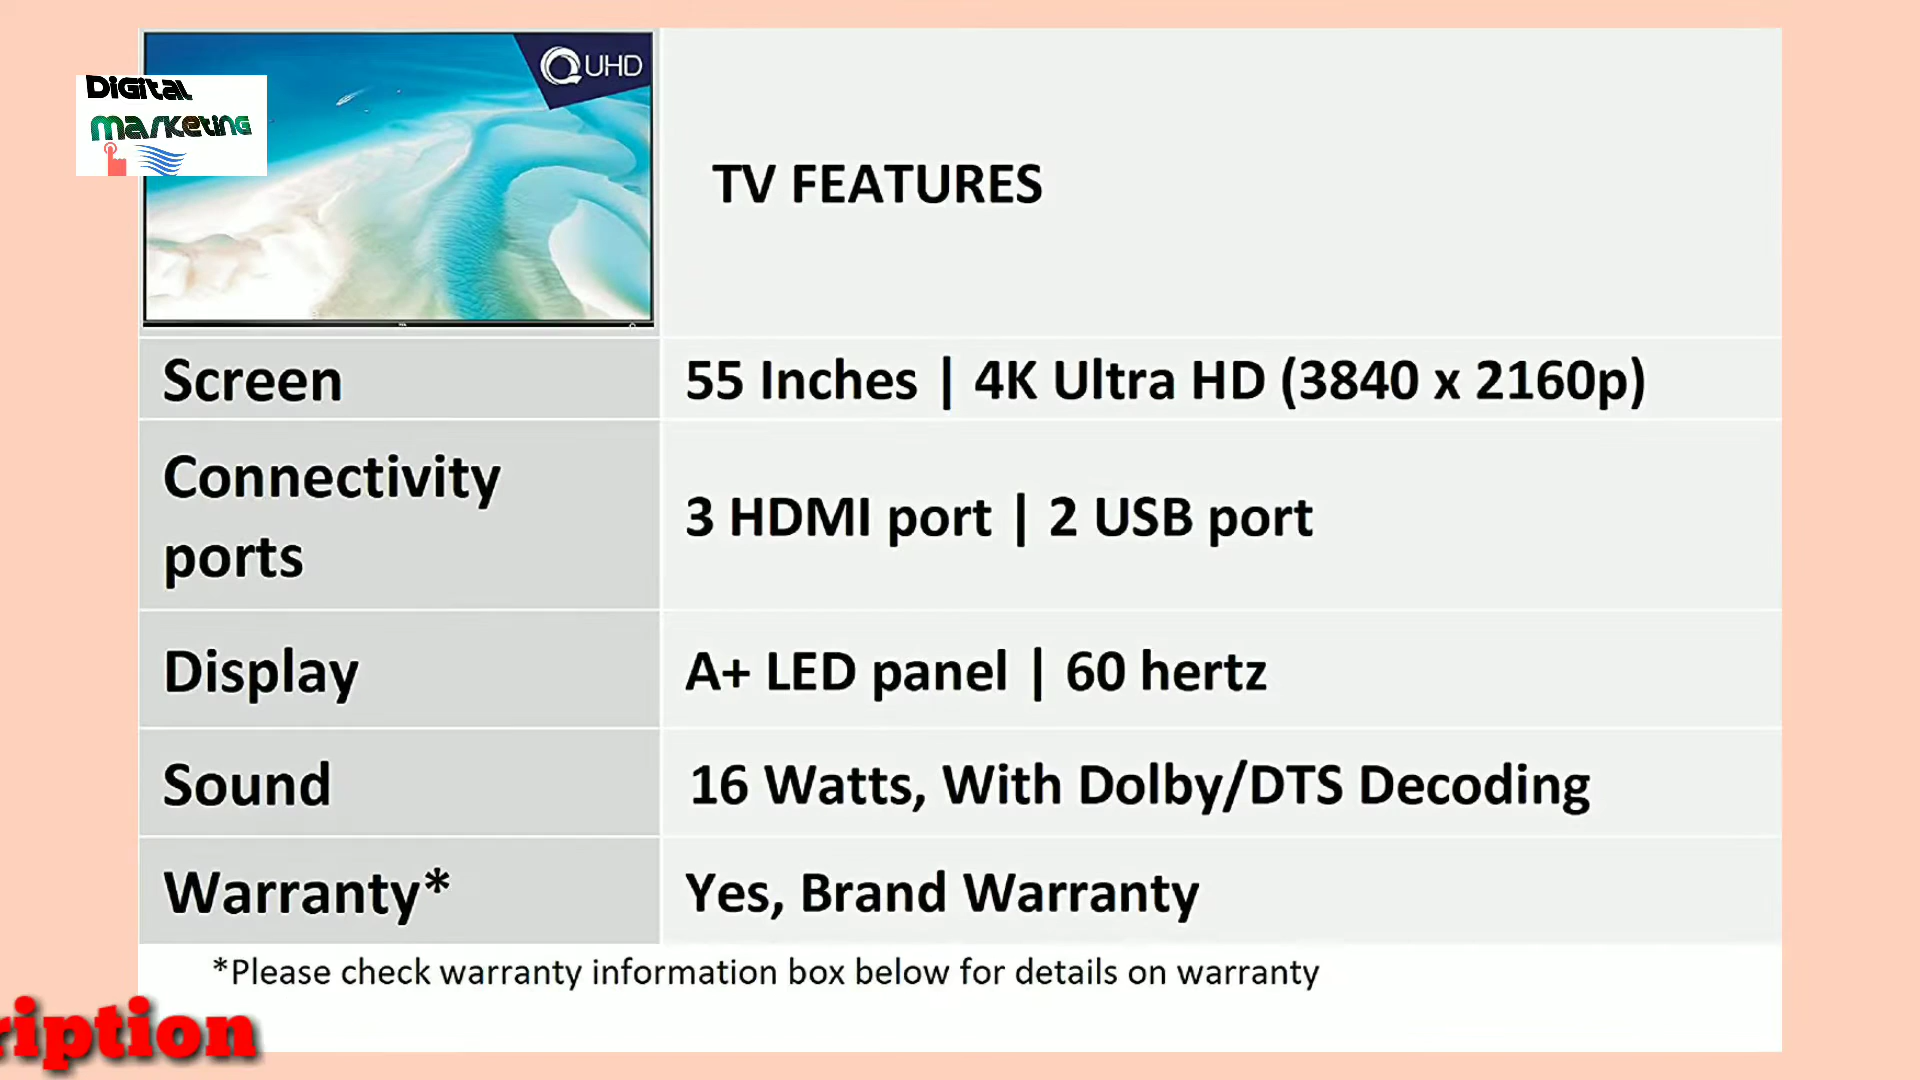 QUHD
DiGital
marketing
TV FEATURES
Screen
55 Inches | 4K Ultra HD (3840 x 2160p)
Connectivity
ports
3 HDMI port | 2 USB port
Display
A+ LED panel | 60 hertz
Sound
16 Watts, With Dolby/DTS Decoding
Warranty*
Yes, Brand Warranty
*Please check warranty information box below for details on warranty
ription